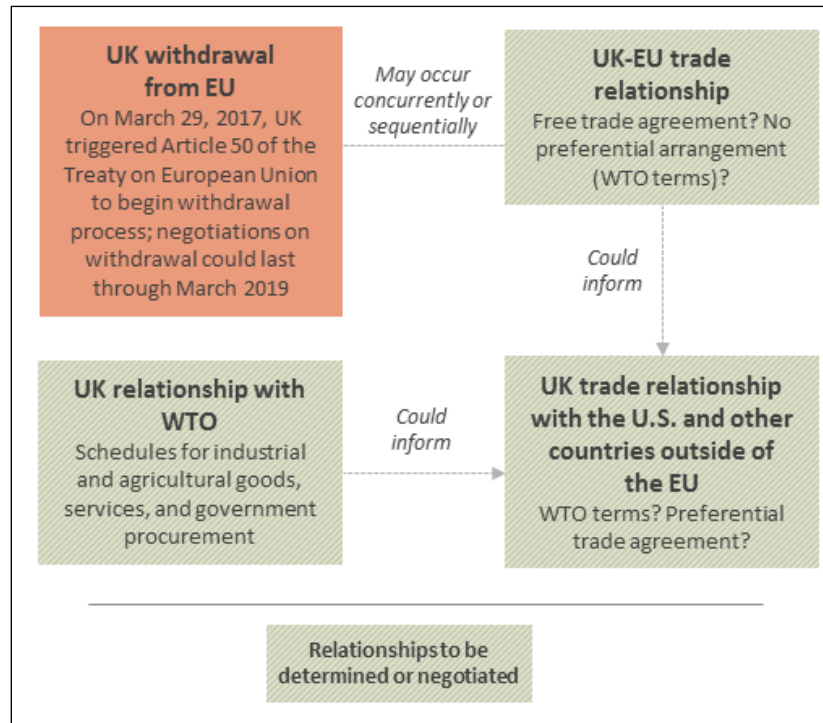 UK withdrawal
from EU
On March 29, 2017, UK
triggered Article 50 of the
Treaty on European Union
to begin withdrawal
process; negotiations on
withdrawal could last
through March 2019
May occur
concurrently or
sequentially
UK-EU trade
relationship
Free trade agreement? No
preferential arrangement
(WTO terms)?
Could
inform
UK relationship with
WTO
Schedules for industrial
and agricultural goods,
services, and government
procurement
Could
inform
UK trade relationship
with the U.S. and other
countries outside of
the EU
WTO terms? Preferential
trade agreement?
Relationships to be
determined or negotiated